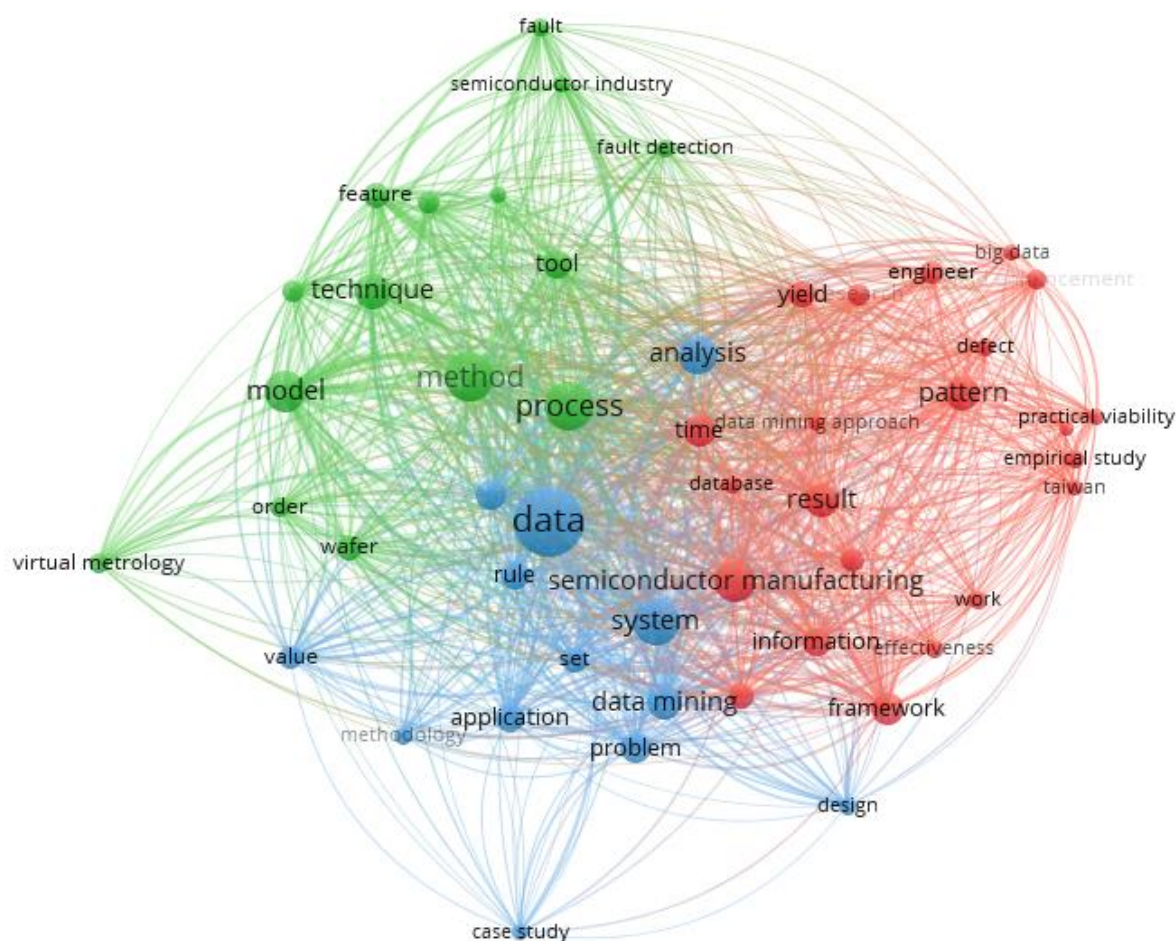 fault
semiconductor industry
fault detection
feature
big data
tool
engineer
technique
yield
analysis
defect
method
model
pattern
process
practical viability
time
data mining approach
empirical study
database
taiwan
order
result
data
wafer
virtual metrology
rule
semiconductor manufacturing
work
system
information
effectiveness
value
set
data mining
framework
application
methodology
problem
design
case study